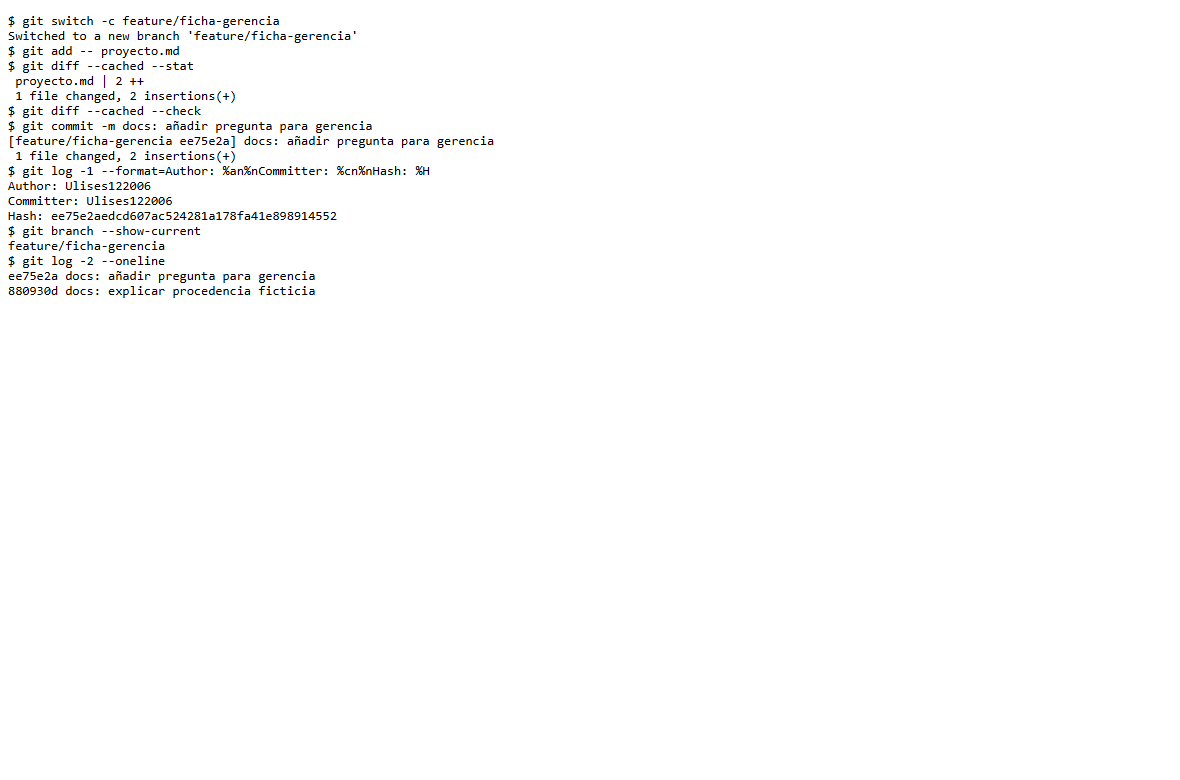 $ git switch -c feature/ficha-gerencia
Switched to a new branch 'feature/ficha-gerencia'
$ git add -- proyecto.md
$ git diff --cached --stat
 proyecto.md | 2 ++
 1 file changed, 2 insertions(+)
$ git diff --cached --check
$ git commit -m docs: añadir pregunta para gerencia
[feature/ficha-gerencia ee75e2a] docs: añadir pregunta para gerencia
 1 file changed, 2 insertions(+)
$ git log -1 --format=Author: %an%nCommitter: %cn%nHash: %H
Author: Ulises122006
Committer: Ulises122006
Hash: ee75e2aedcd607ac524281a178fa41e898914552
$ git branch --show-current
feature/ficha-gerencia
$ git log -2 --oneline
ee75e2a docs: añadir pregunta para gerencia
880930d docs: explicar procedencia ficticia